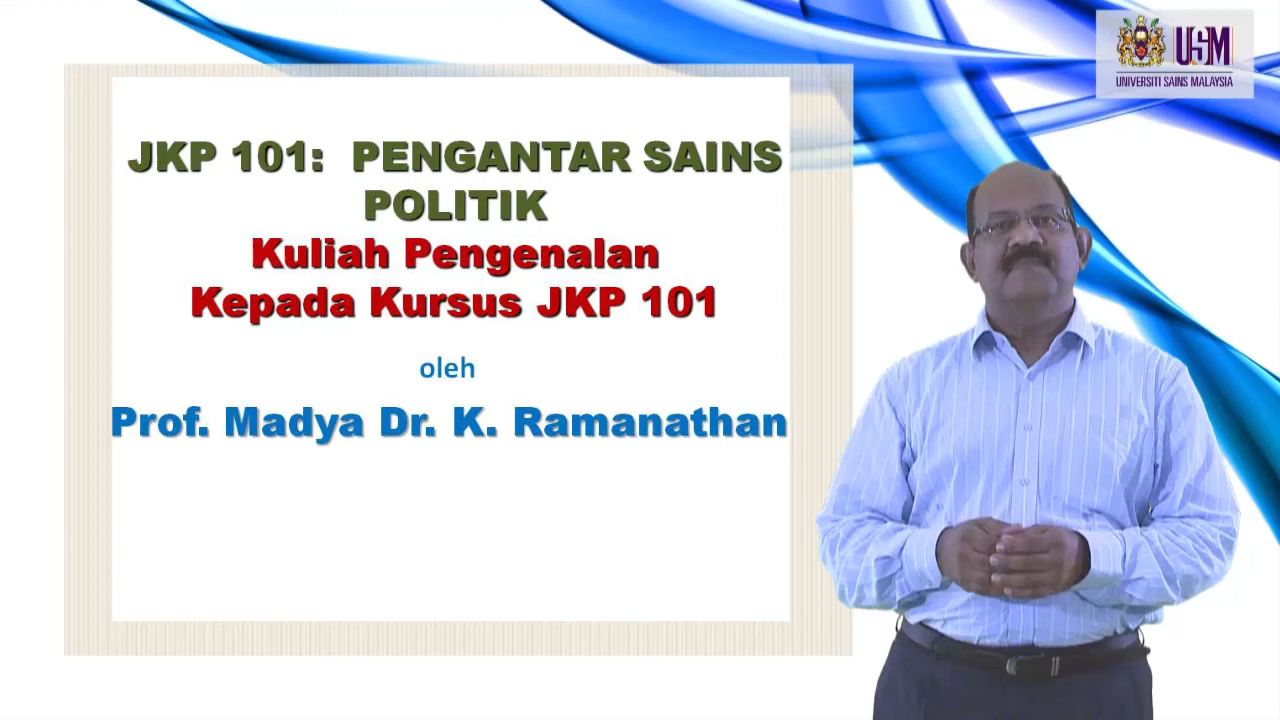 JKP 101: PENGANTAR SAINS
POLITIK
Kuliah Pengenalan
Kepada Kursus JKP 101
oleh
Prof. Madya Dr. K. Ramanathan
USM
UNIVERSITI SAINS MALAYSIA